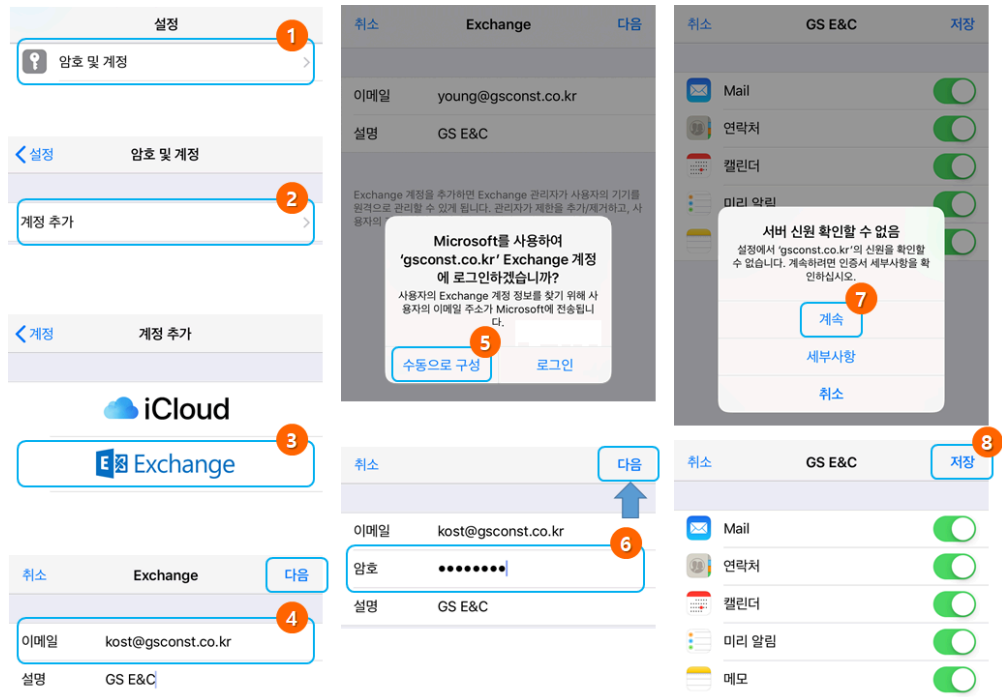 설정
1
암호 및 계정
설정
암호 및 계정
2
계정 추가
계정
계정 추가
iCloud
3
Exchange
취소
Exchange
다음
4
이메일
kost@gsconst.co.kr
설명
GS E&C
취소
Exchange
다음
이메일
young@gsconst.co.kr
설명
GS E&C
Exchange 계정을 추가하면 Exchange 관리자가 사용자의 기기를
원격으로 관리할 수 있게 됩니다. 관리자가 제한을 추가/제거하고, 사
용자의
Microsoft를 사용하여
‘gsconst.co.kr’ Exchange 계정
에 로그인하겠습니까?
사용자의 Exchange 계정 정보를 찾기 위해 사
용자의 이메일 주소가 Microsoft에 전송됩니
다.
5
수동으로 구성
로그인
취소
다음
이메일
kost@gsconst.co.kr
6
암호
●●●●●●●●
설명
GS E&C
취소
GS E&C
저장
Mail
연락처
캘린더
미리 알림
서버 신원 확인할 수 없음
설정에서 ‘gsconst.co.kr’의 신원을 확인할
수 없습니다. 계속하려면 인증서 세부사항을 확
인하십시오.
7
계속
세부사항
취소
8
취소
GS E&C
저장
Mail
연락처
캘린더
미리 알림
메모